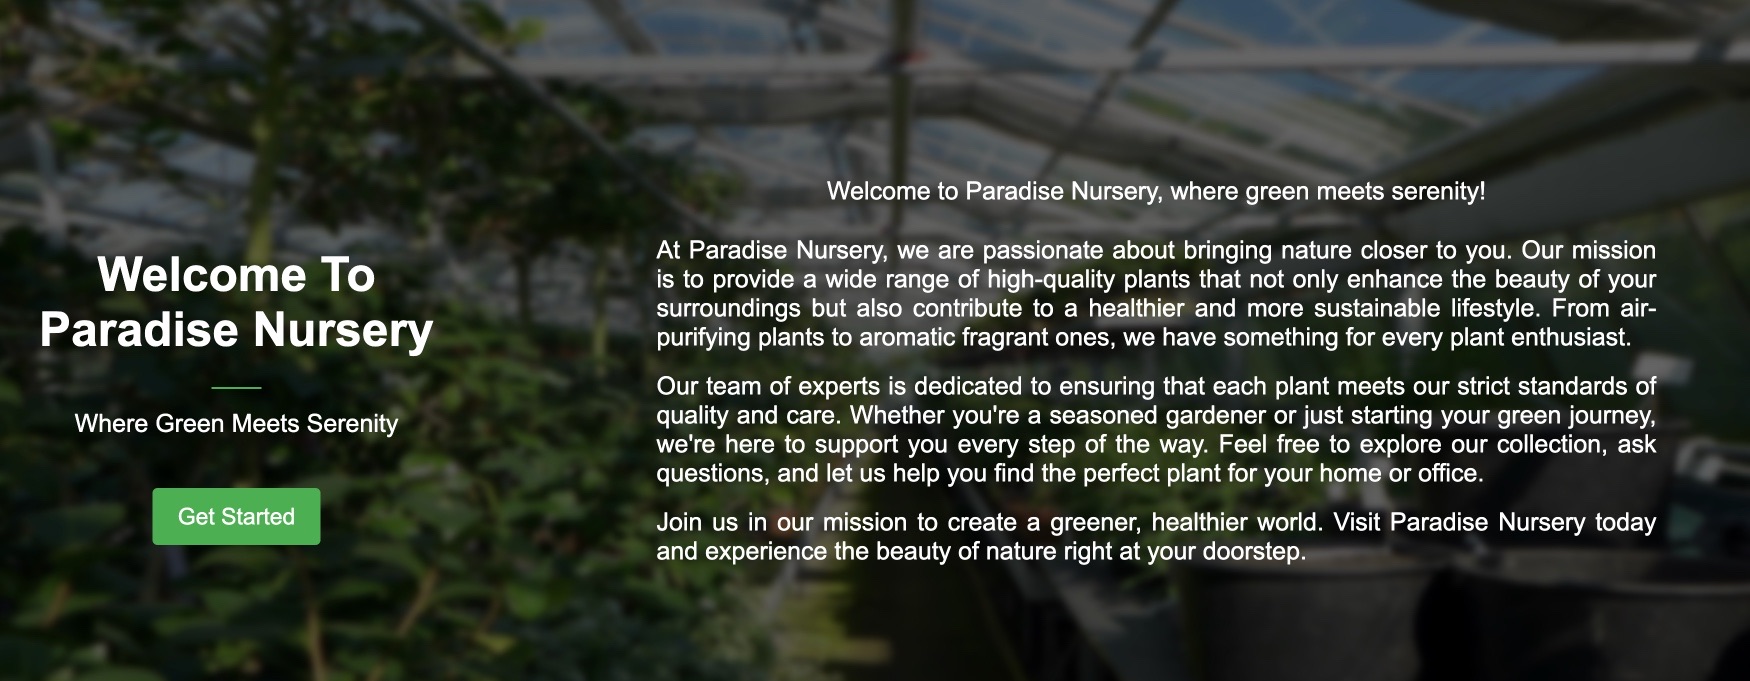 Welcome To
Paradise Nursery
Where Green Meets Serenity
Get Started
Welcome to Paradise Nursery, where green meets serenity!
At Paradise Nursery, we are passionate about bringing nature closer to you. Our mission
is to provide a wide range of high-quality plants that not only enhance the beauty of your
surroundings but also contribute to a healthier and more sustainable lifestyle. From air-
purifying plants to aromatic fragrant ones, we have something for every plant enthusiast.
Our team of experts is dedicated to ensuring that each plant meets our strict standards of
quality and care. Whether you're a seasoned gardener or just starting your green journey,
we're here to support you every step of the way. Feel free to explore our collection, ask
questions, and let us help you find the perfect plant for your home or office.
Join us in our mission to create a greener, healthier world. Visit Paradise Nursery today
and experience the beauty of nature right at your doorstep.